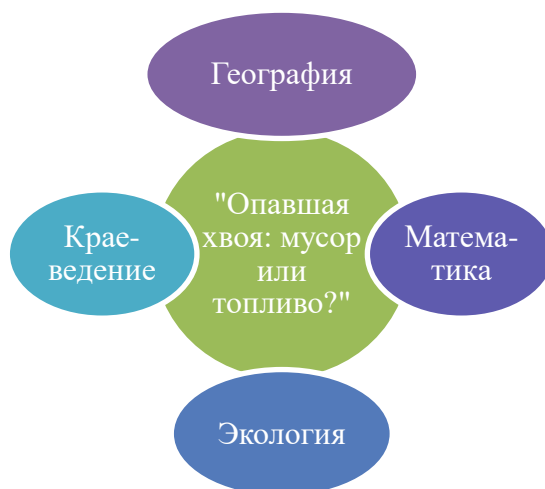 География
"Опавшая
хвоя: мусор
или
топливо?"
Крае-
ведение
Матема-
тика
Экология